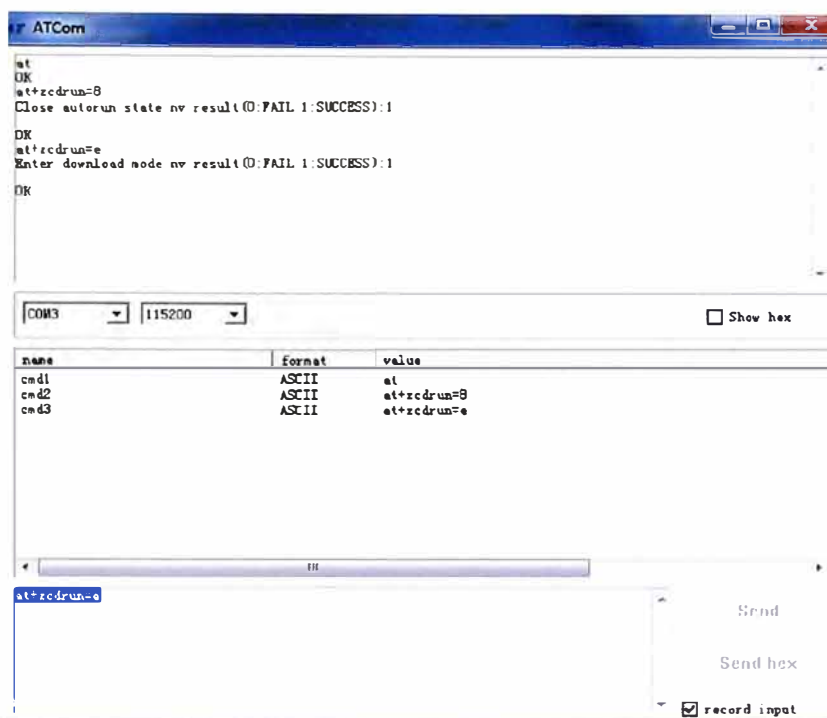 ATCom
at
OK
at+zcdrun=8
Close autorun state nv result(0:FAIL 1:SUCCESS):1
OK
at+zcdrun=e
Enter download mode nv result(0:FAIL 1:SUCCESS):1
OK
COM3 115200 Show hex
name format value
cmd1 ASCII at
cmd2 ASCII at+zcdrun=8
cmd3 ASCII at+zcdrun=e
at+zcdrun=e
Send
Send hex
record input